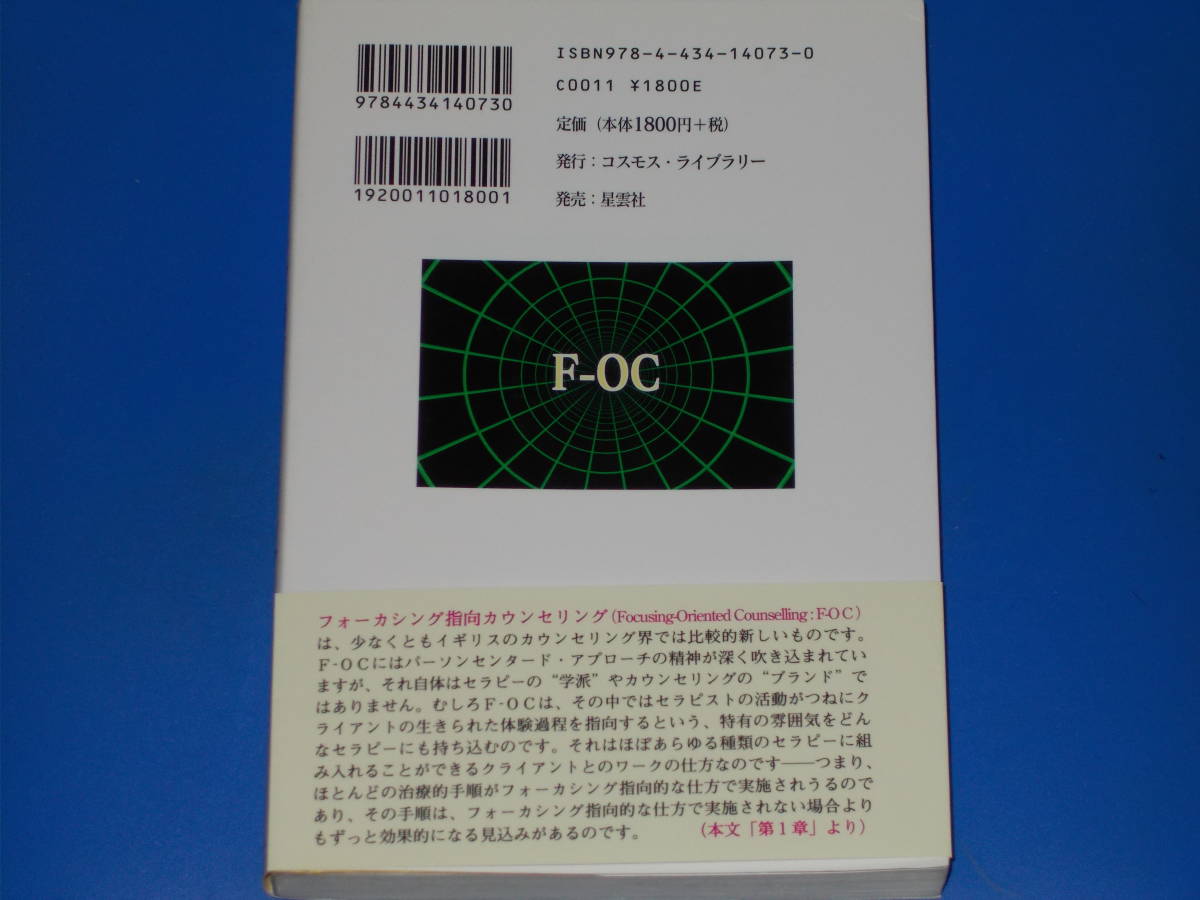 ISBN978-4-434-14073-0
9784434140730
C0011 ¥1800E
定価（本体1800円＋税）
発行：コスモス・ライブラリー
1920011018001
発売：星雲社
F-OC
フォーカシング指向カウンセリング（Focusing-Oriented Counselling : F-O C）
は、少なくともイギリスのカウンセリング界では比較的新しいものです。
Ｆ-ＯＣにはパーソンセンタード・アプローチの精神が深く吹き込まれてい
ますが、それ自体はセラピーの“学派”やカウンセリングの“ブランド”で
はありません。むしろＦ-ＯＣは、その中ではセラピストの活動がつねにク
ライアントの生きられた体験過程を指向するという、特有の雰囲気をどん
なセラピーにも持ち込むのです。それはほぼあらゆる種類のセラピーに組
み入れることができるクライアントとのワークの仕方なのです――つまり、
ほとんどの治療的手順がフォーカシング指向的な仕方で実施されうるので
あり、その手順は、フォーカシング指向的な仕方で実施されない場合より
もずっと効果的になる見込みがあるのです。 （本文「第１章」より）